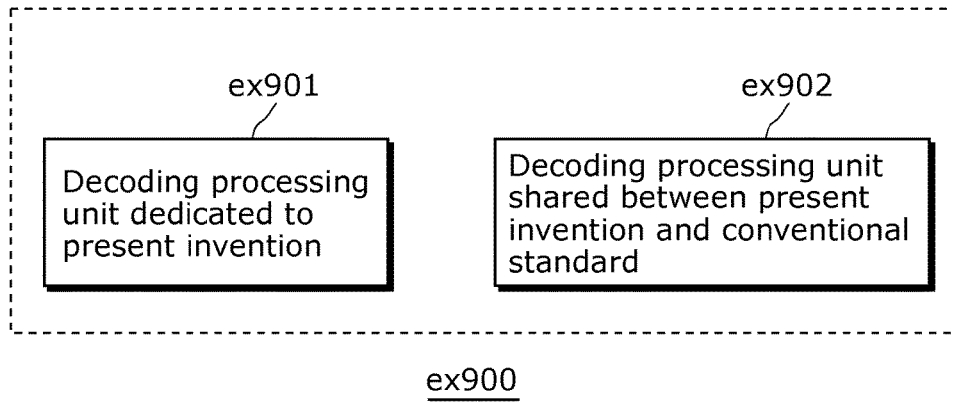 ex901
ex902
Decoding processing
unit dedicated to
present invention
Decoding processing unit
shared between present
invention and conventional
standard
ex900